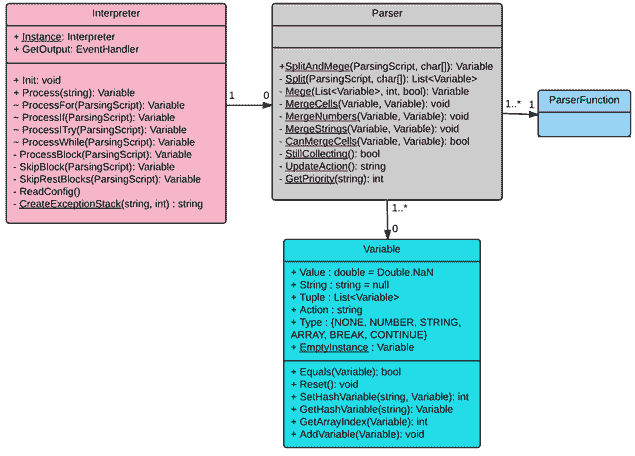 Interpreter
+ Instance: Interpreter
+ GetOutput: EventHandler
+ Init: void
+ Process(string): Variable
~ ProcessFor(ParsingScript): Variable
~ ProcessIf(ParsingScript): Variable
~ ProcessITry(ParsingScript): Variable
~ ProcessWhile(ParsingScript): Variable
- ProcessBlock(ParsingScript): Variable
- SkipBlock(ParsingScript): Variable
- SkipRestBlocks(ParsingScript): Variable
- ReadConfig()
- CreateExceptionStack(string, int) : string
1
0
Parser
+SplitAndMege(ParsingScript, char[]): Variable
- Split(ParsingScript, char[]): List<Variable>
- Mege(List<Variable>, int, bool): Variable
- MergeCells(Variable, Variable): void
- MergeNumbers(Variable, Variable): void
- MergeStrings(Variable, Variable): void
- CanMergeCells(Variable, Variable): bool
- StillCollecting(): bool
- UpdateAction(): string
- GetPriority(string): int
1..*
1
ParserFunction
1..*
0
Variable
+ Value : double = Double.NaN
+ String : string = null
+ Tuple : List<Variable>
+ Action : string
+ Type : {NONE, NUMBER, STRING,
ARRAY, BREAK, CONTINUE}
+ EmptyInstance : Variable
+ Equals(Variable): bool
+ Reset(): void
+ SetHashVariable(string, Variable): int
+ GetHashVariable(string): Variable
+ GetArrayIndex(Variable): int
+ AddVariable(Variable): void